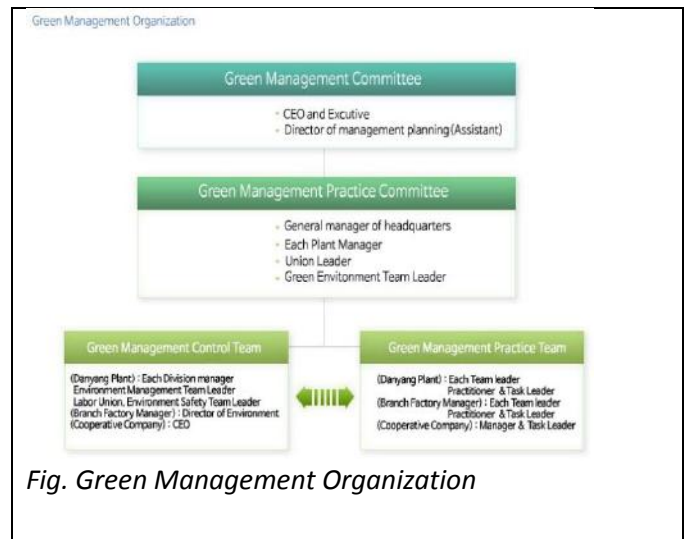 Green Management Organization
Green Management Committee
- CEO and Excutive
- Director of management planning(Assistant)
Green Management Practice Committee
- General manager of headquarters
- Each Plant Manager
- Union Leader
- Green Envitonment Team Leader
Green Management Control Team
(Danyang Plant) : Each Division manager
Environment Management Team Leader
Labor Union, Environment Safety Team Leader
(Branch Factory Manager) : Director of Environment
(Cooperative Company) : CEO
Green Management Practice Team
(Danyang Plant) : Each Team leader
Practitioner & Task Leader
(Branch Factory Manager) : Each Team leader
Practitioner & Task Leader
(Cooperative Company) : Manager & Task Leader
Fig. Green Management Organization